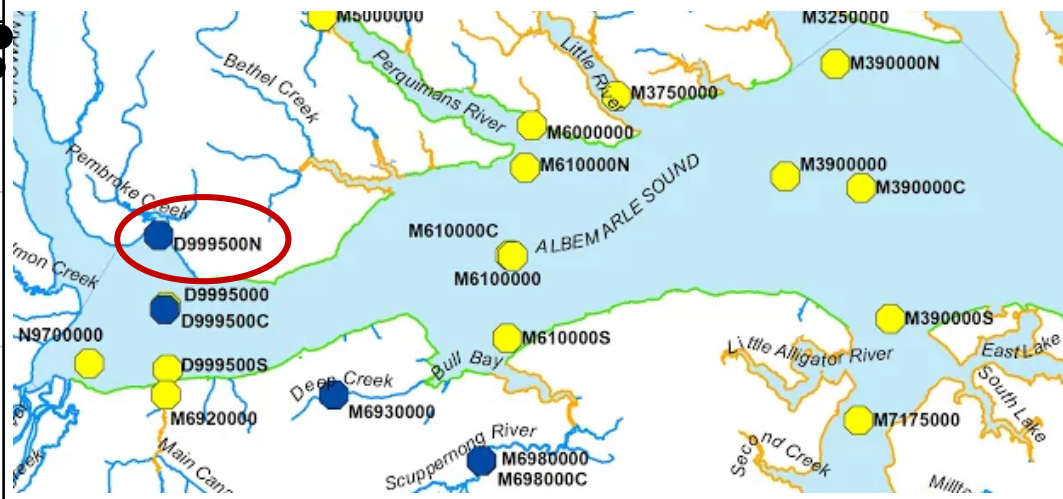 M5000000
M3250000
M390000N
Bethel Creek
Perquimans River
Little River
M3750000
M6000000
M610000N
M3900000
M390000C
Pembroke Creek
D999500N
M610000C
ALBEMARLE SOUND
M6100000
D9995000
D999500C
N9700000
D999500S
M610000S
M390000S
Little Alligator River
East Lake
South Lake
Bull Bay
Deep Creek
M6930000
M6920000
M7175000
Main
Scuppernong River
M6980000
M698000C
Second Creek
mon Creek